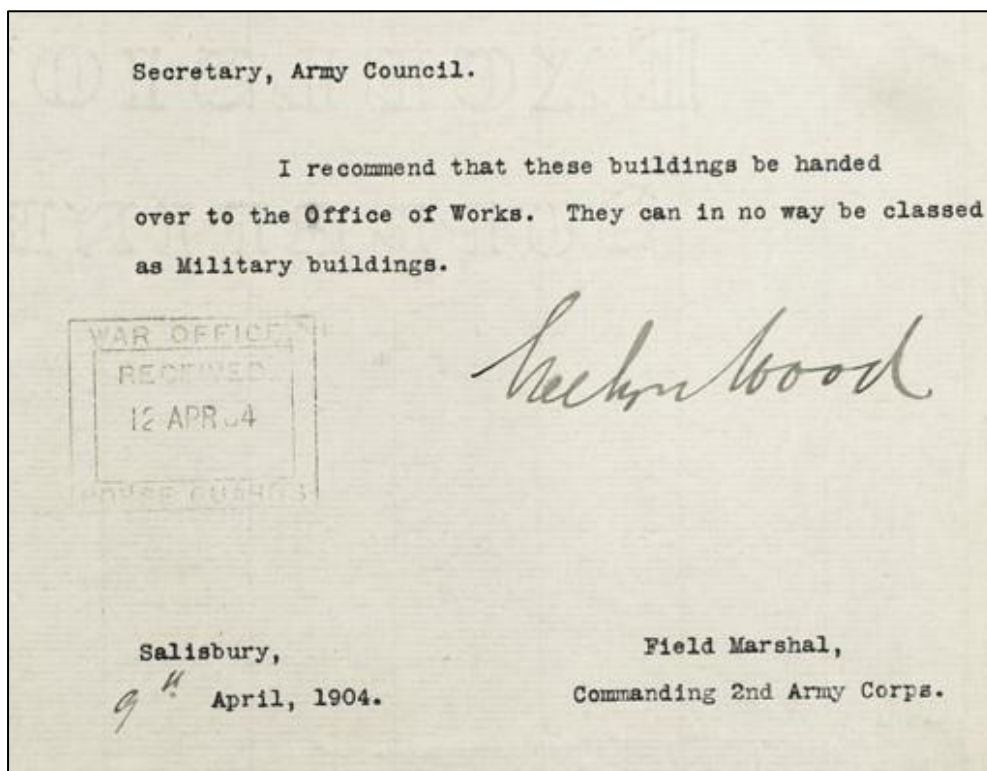 Secretary, Army Council.
I recommend that these buildings be handed
over to the Office of Works. They can in no way be classed
as Military buildings.
Evelyn Wood
WAR OFFICE
RECEIVED
12 APR 04
HORSE GUARDS
Salisbury,
9th April, 1904.
Field Marshal,
Commanding 2nd Army Corps.